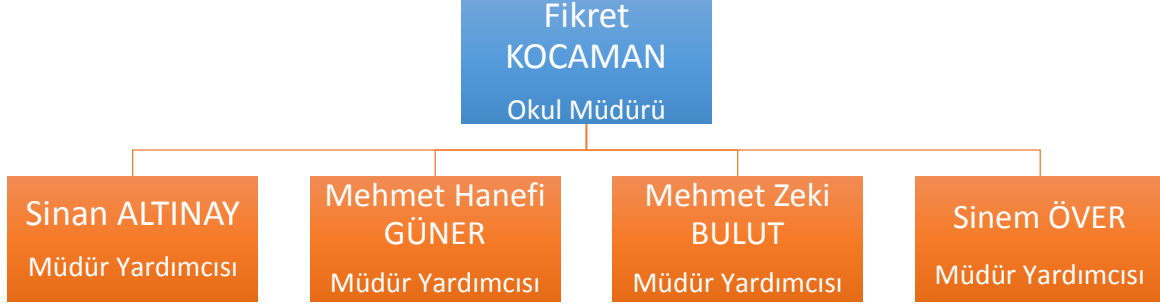 Fikret
KOCAMAN
Okul Müdürü
Sinan ALTINAY
Müdür Yardımcısı
Mehmet Hanefi
GÜNER
Müdür Yardımcısı
Mehmet Zeki
BULUT
Müdür Yardımcısı
Sinem ÖVER
Müdür Yardımcısı